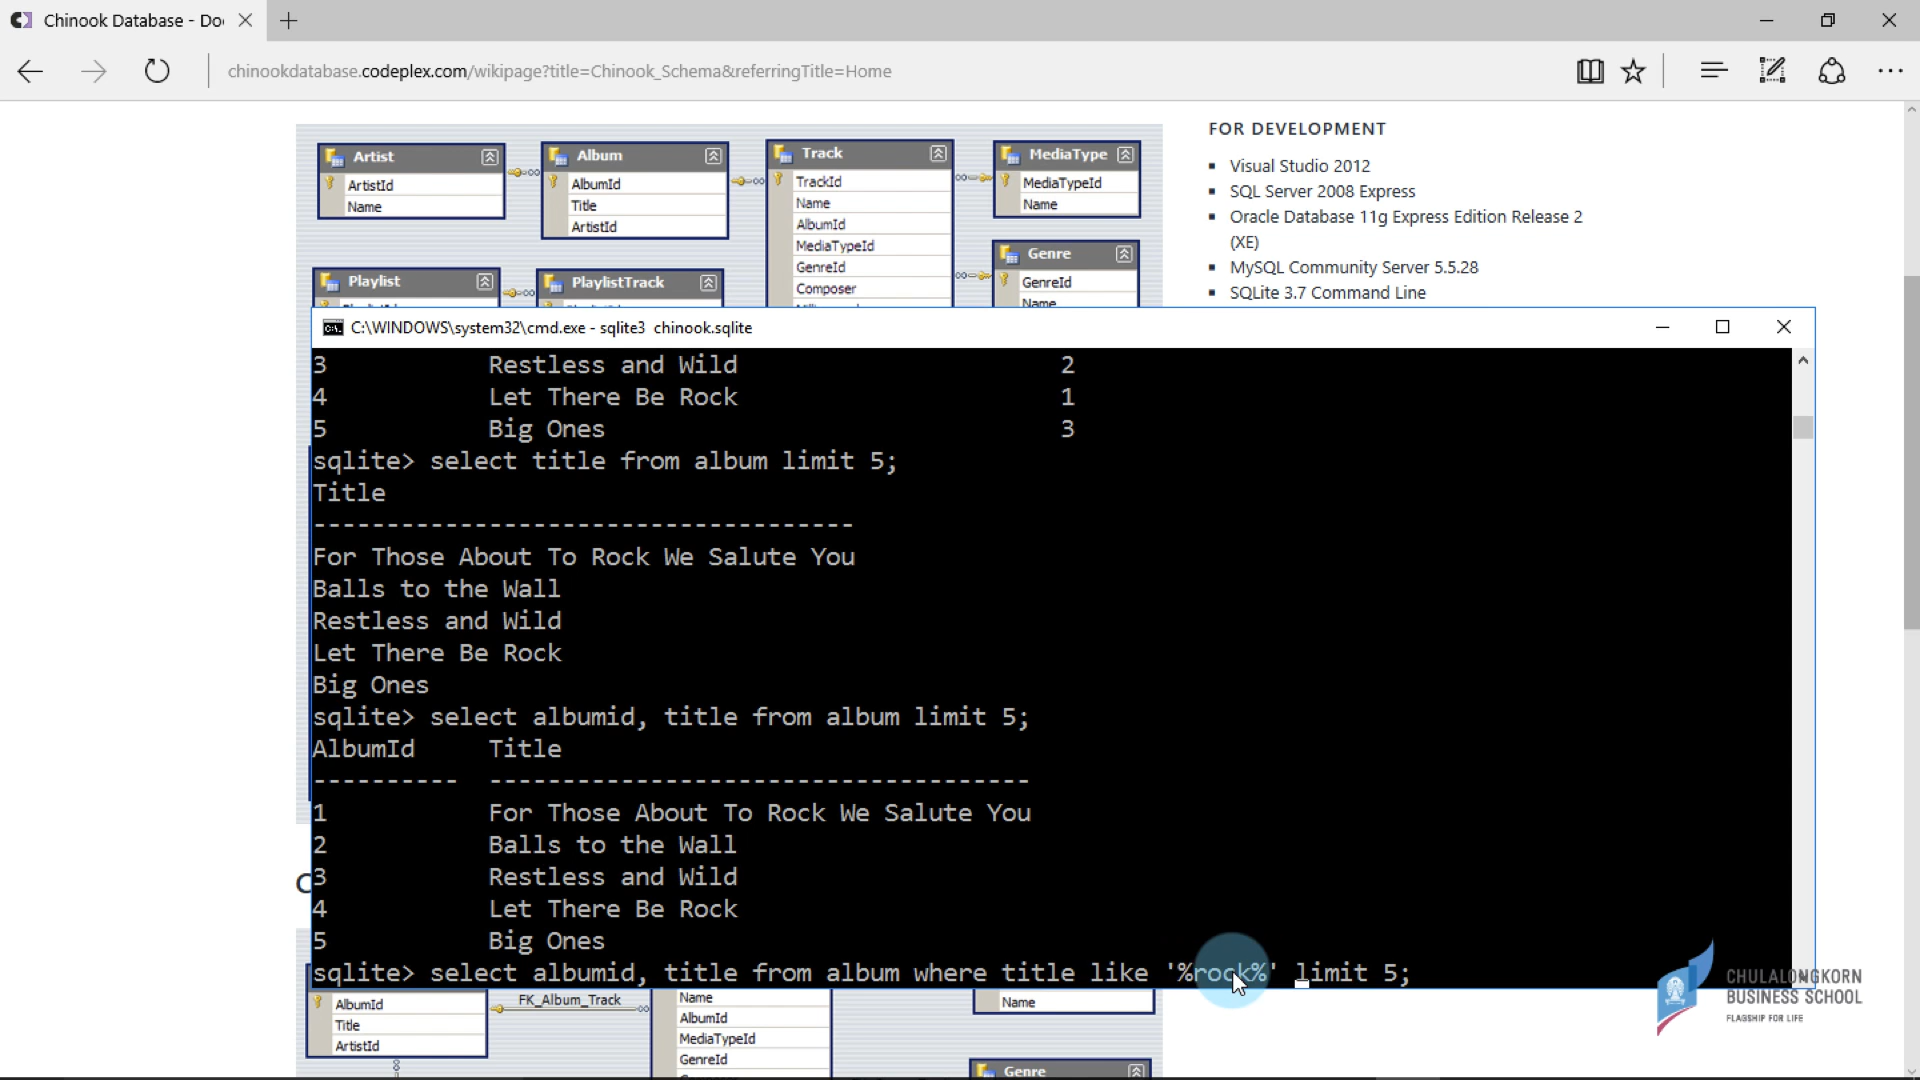 Chinook Database - Do
chinookdatabase.codeplex.com/wikipage?title=Chinook_Schema&referringTitle=Home
Artist
ArtistId
Name
Album
AlbumId
Title
ArtistId
Track
TrackId
Name
AlbumId
MediaTypeId
GenreId
Composer
MediaType
MediaTypeId
Name
Genre
GenreId
Name
Playlist
PlaylistTrack
FOR DEVELOPMENT
Visual Studio 2012
SQL Server 2008 Express
Oracle Database 11g Express Edition Release 2
(XE)
MySQL Community Server 5.5.28
SQLite 3.7 Command Line
C:\WINDOWS\system32\cmd.exe - sqlite3 chinook.sqlite
3 Restless and Wild 2
4 Let There Be Rock 1
5 Big Ones 3
sqlite> select title from album limit 5;
Title
-------------------------------------
For Those About To Rock We Salute You
Balls to the Wall
Restless and Wild
Let There Be Rock
Big Ones
sqlite> select albumid, title from album limit 5;
AlbumId Title
---------- -------------------------------------
1 For Those About To Rock We Salute You
2 Balls to the Wall
3 Restless and Wild
4 Let There Be Rock
5 Big Ones
sqlite> select albumid, title from album where title like '%rock%' limit 5;
AlbumId
Title
ArtistId
FK_Album_Track
Name
AlbumId
MediaTypeId
GenreId
Name
Genre
CHULALONGKORN
BUSINESS SCHOOL
FLAGSHIP FOR LIFE